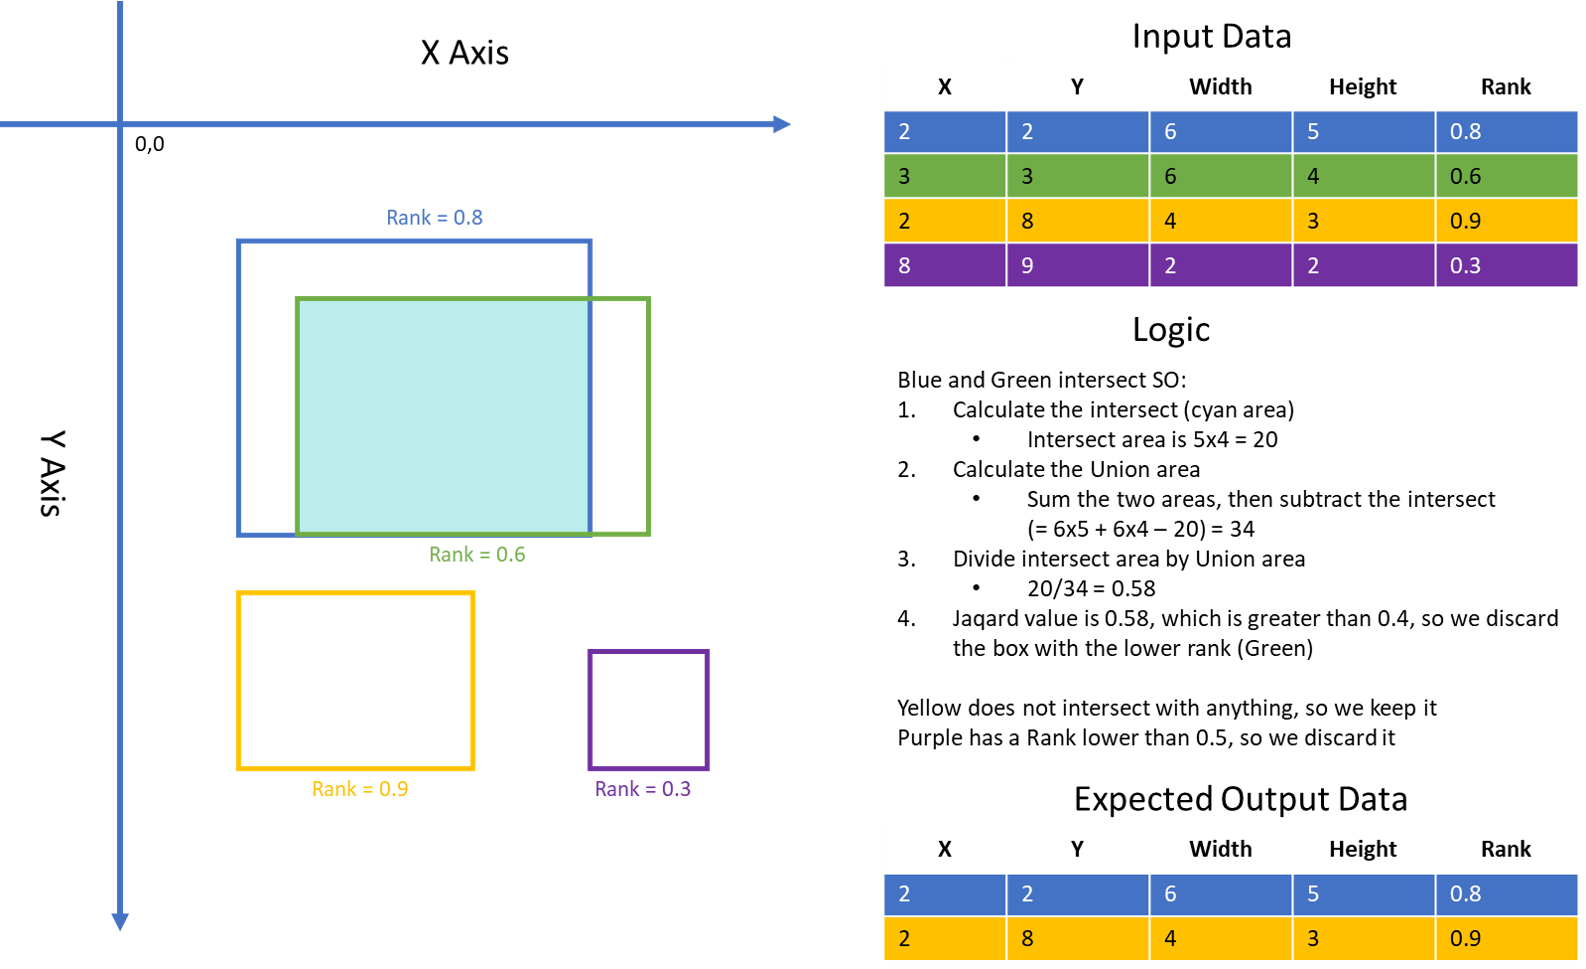 X Axis
0,0
Y Axis
Rank = 0.8
Rank = 0.6
Rank = 0.9
Rank = 0.3
Input Data
X Y Width Height Rank
2 2 6 5 0.8
3 3 6 4 0.6
2 8 4 3 0.9
8 9 2 2 0.3
Logic
Blue and Green intersect SO:
1. Calculate the intersect (cyan area)
• Intersect area is 5x4 = 20
2. Calculate the Union area
• Sum the two areas, then subtract the intersect
(= 6x5 + 6x4 – 20) = 34
3. Divide intersect area by Union area
• 20/34 = 0.58
4. Jaqard value is 0.58, which is greater than 0.4, so we discard
the box with the lower rank (Green)
Yellow does not intersect with anything, so we keep it
Purple has a Rank lower than 0.5, so we discard it
Expected Output Data
X Y Width Height Rank
2 2 6 5 0.8
2 8 4 3 0.9